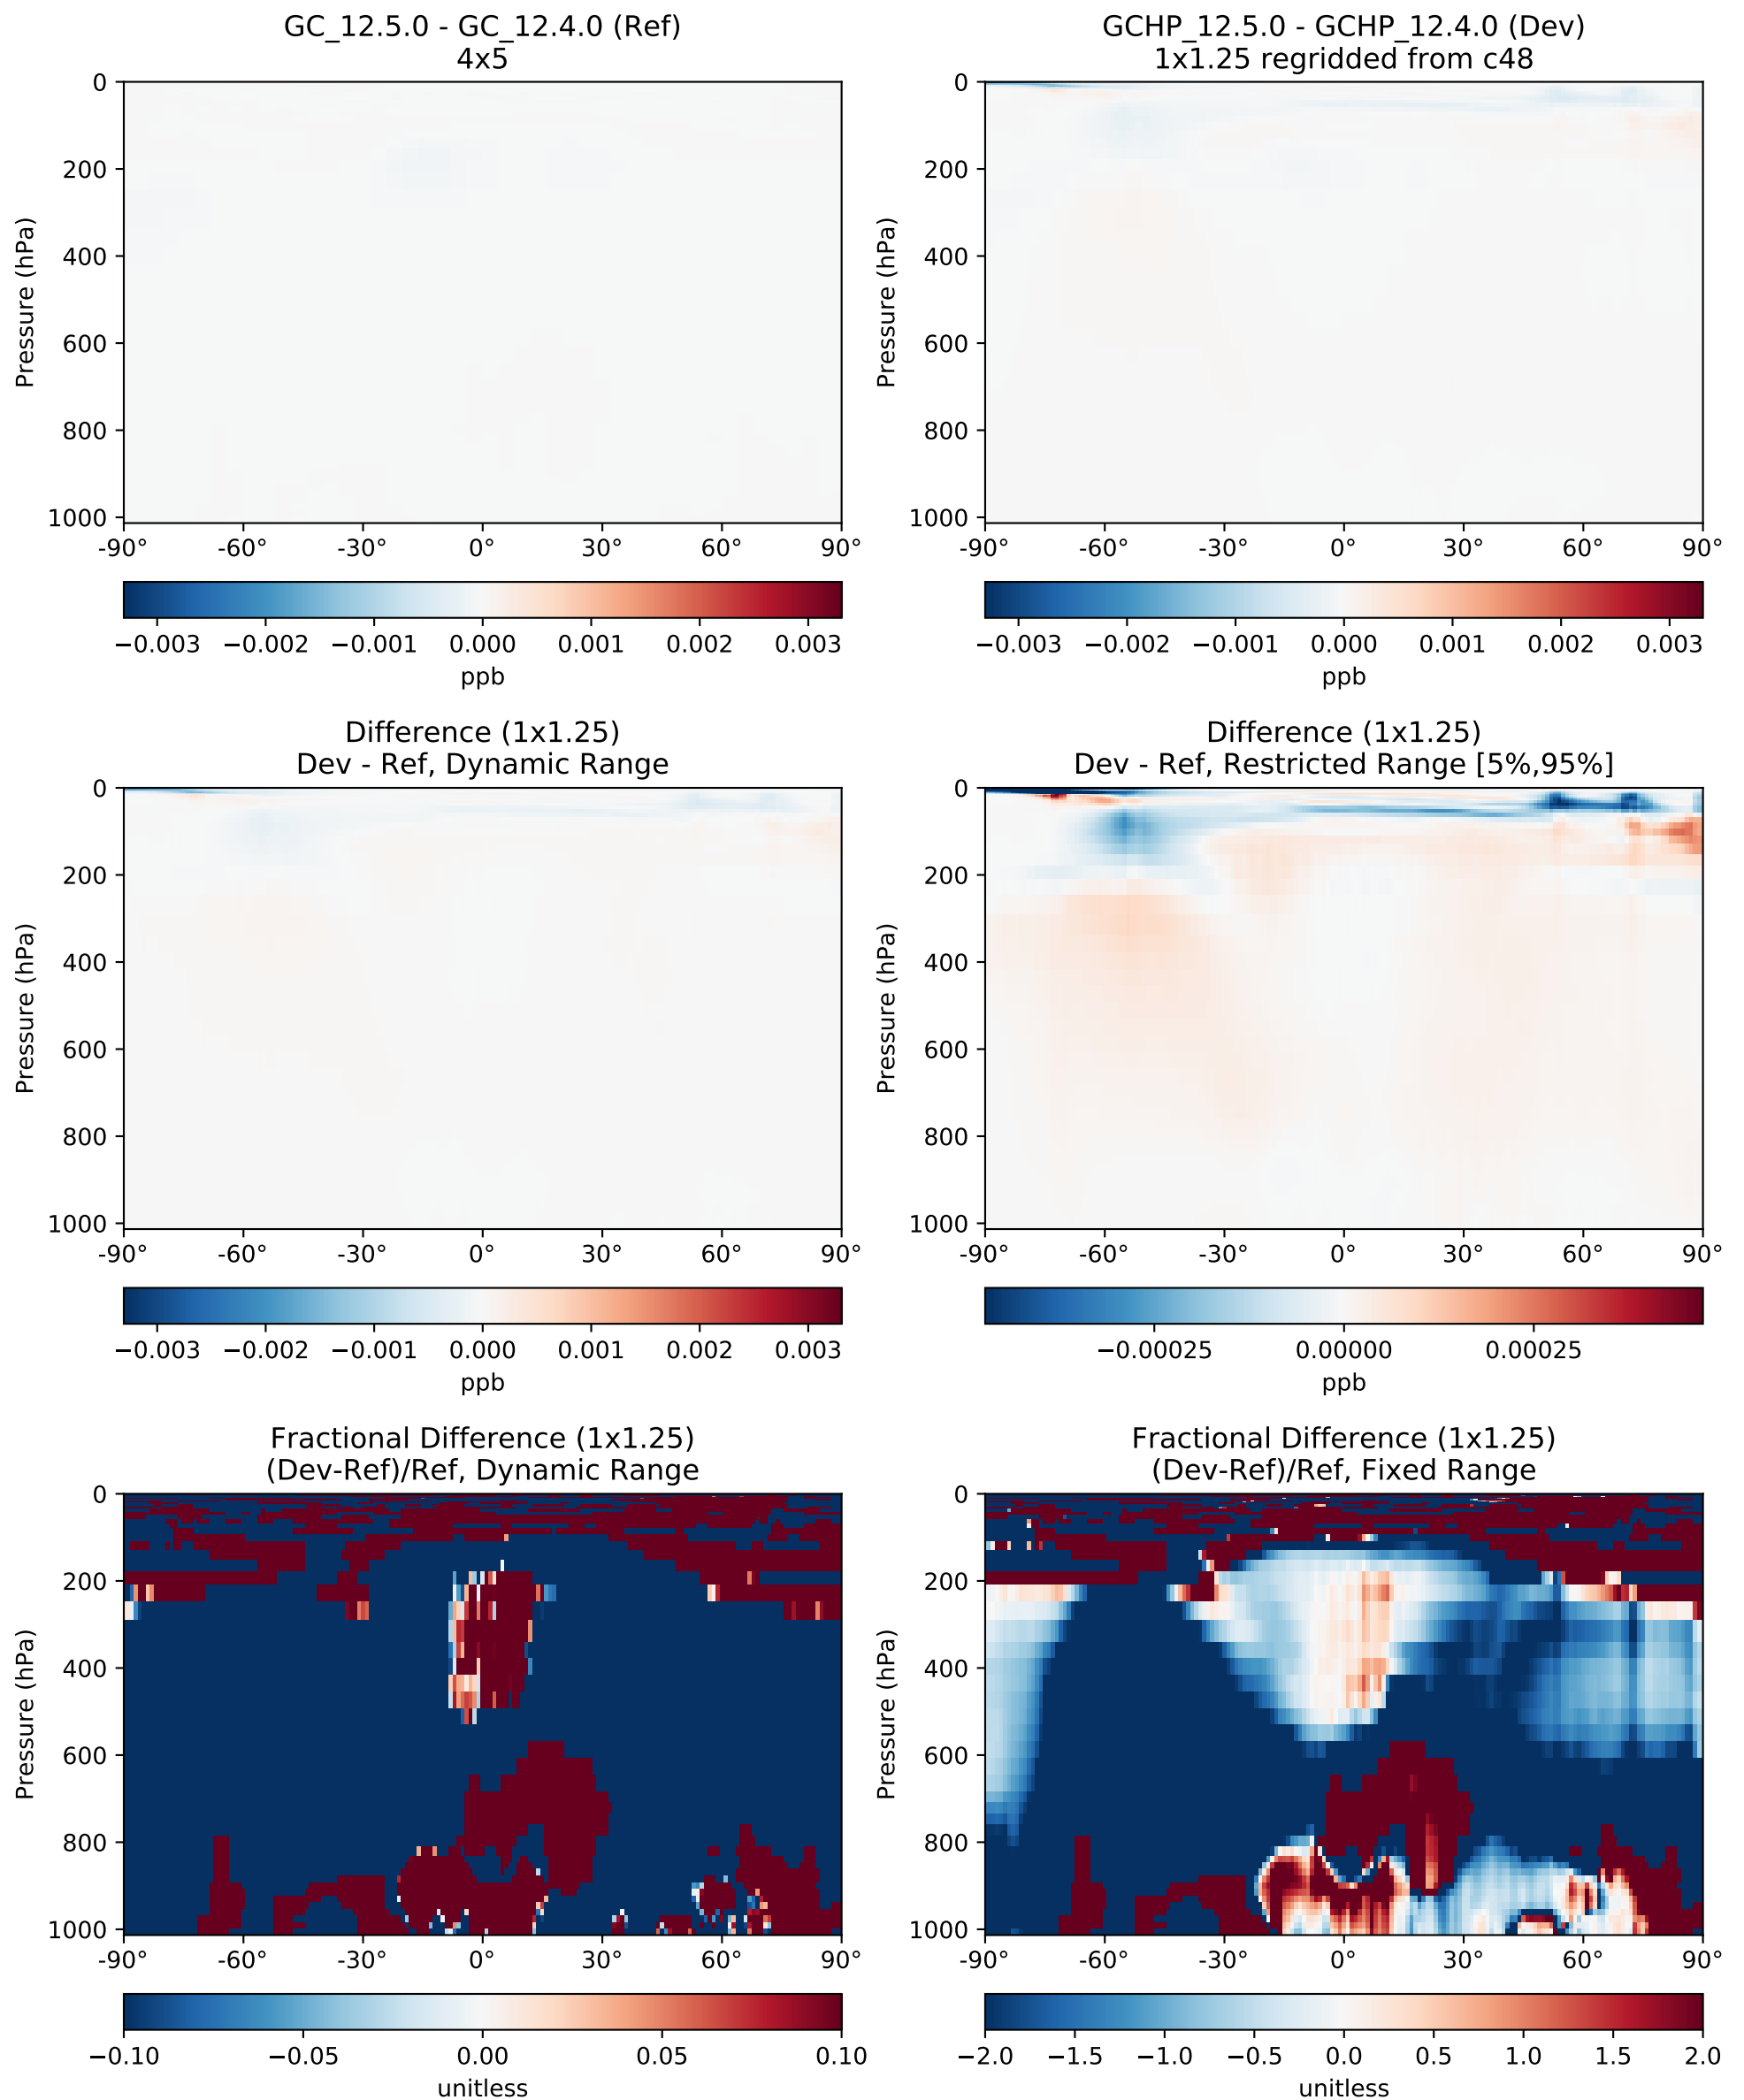 GC_12.5.0 - GC_12.4.0 (Ref)
4x5
0
200
400
600
800
1000
Pressure (hPa)
-90° -60° -30° 0° 30° 60° 90°
−0.003 −0.002 −0.001 0.000 0.001 0.002 0.003
ppb
GCHP_12.5.0 - GCHP_12.4.0 (Dev)
1x1.25 regridded from c48
0
200
400
600
800
1000
Pressure (hPa)
-90° -60° -30° 0° 30° 60° 90°
−0.003 −0.002 −0.001 0.000 0.001 0.002 0.003
ppb
Difference (1x1.25)
Dev - Ref, Dynamic Range
0
200
400
600
800
1000
Pressure (hPa)
-90° -60° -30° 0° 30° 60° 90°
−0.003 −0.002 −0.001 0.000 0.001 0.002 0.003
ppb
Difference (1x1.25)
Dev - Ref, Restricted Range [5%,95%]
0
200
400
600
800
1000
Pressure (hPa)
-90° -60° -30° 0° 30° 60° 90°
−0.00025 0.00000 0.00025
ppb
Fractional Difference (1x1.25)
(Dev-Ref)/Ref, Dynamic Range
0
200
400
600
800
1000
Pressure (hPa)
-90° -60° -30° 0° 30° 60° 90°
−0.10 −0.05 0.00 0.05 0.10
unitless
Fractional Difference (1x1.25)
(Dev-Ref)/Ref, Fixed Range
0
200
400
600
800
1000
Pressure (hPa)
-90° -60° -30° 0° 30° 60° 90°
−2.0 −1.5 −1.0 −0.5 0.0 0.5 1.0 1.5 2.0
unitless